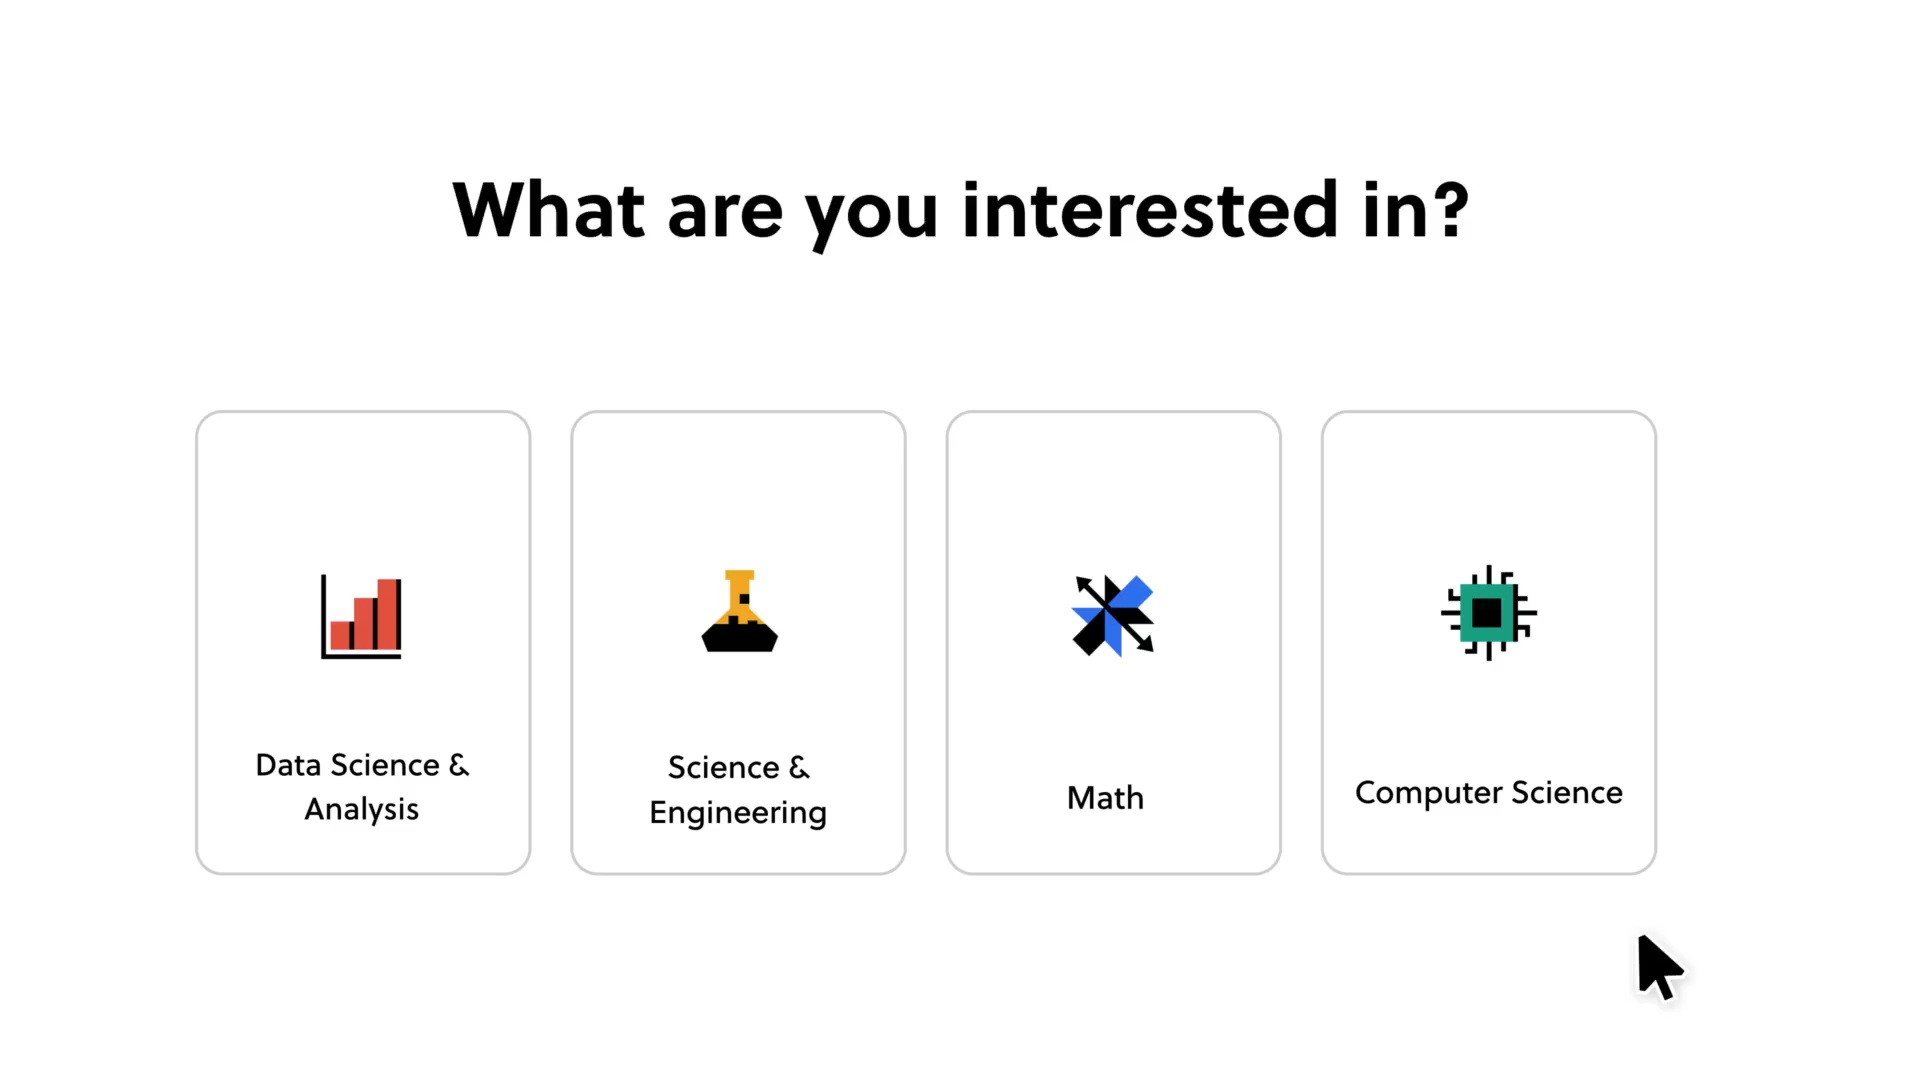 What are you interested in?
Data Science &
Analysis
Science &
Engineering
Math
Computer Science